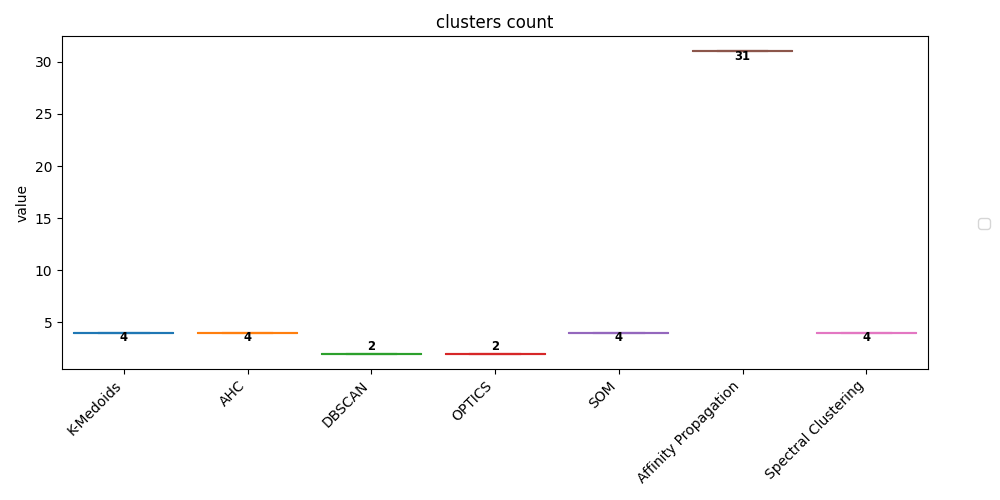 clusters count
value
30
25
20
15
10
5
31
4
4
2
2
4
4
K-Medoids
AHC
DBSCAN
OPTICS
SOM
Affinity Propagation
Spectral Clustering